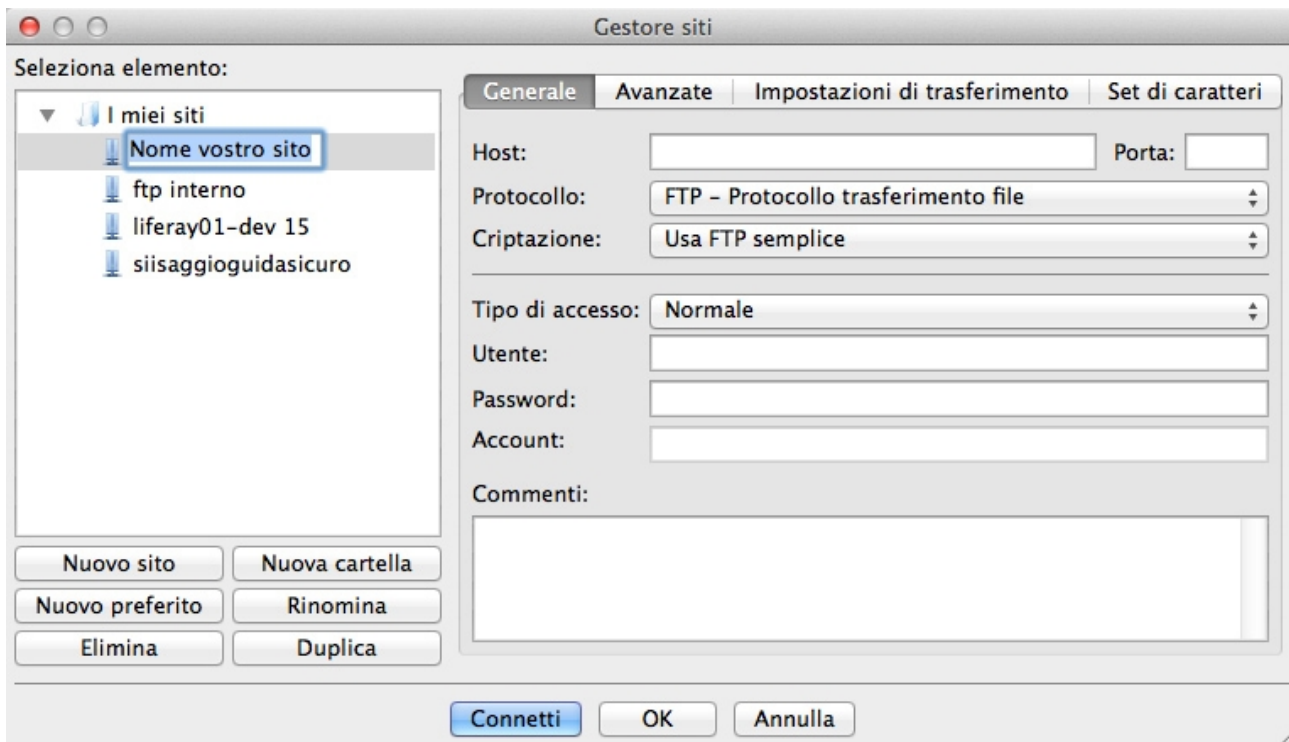 Gestore siti
Seleziona elemento:
I miei siti
Nome vostro sito
ftp interno
liferay01-dev 15
siisaggioguidasicuro
Nuovo sito
Nuova cartella
Nuovo preferito
Rinomina
Elimina
Duplica
Generale
Avanzate
Impostazioni di trasferimento
Set di caratteri
Host:
Porta:
Protocollo:
FTP - Protocollo trasferimento file
Criptazione:
Usa FTP semplice
Tipo di accesso:
Normale
Utente:
Password:
Account:
Commenti:
Connetti
OK
Annulla